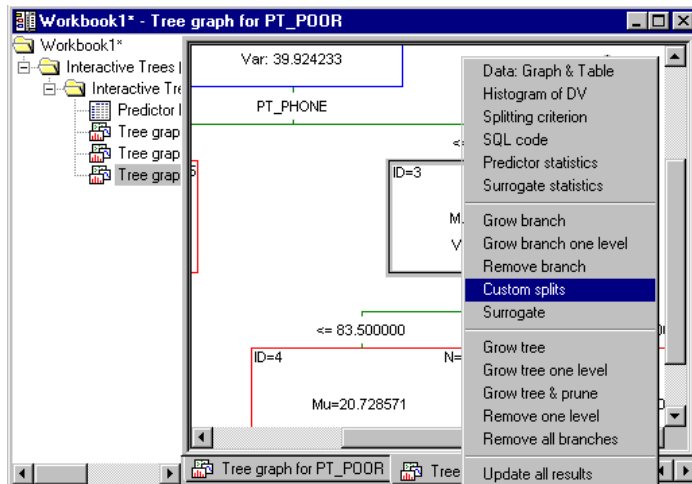 Workbook1* - Tree graph for PT_POOR
Workbook1*
Interactive Trees
Interactive Tre
Predictor
Tree grap
Tree grap
Tree grap
Var: 39.924233
PT_PHONE
<=
5
ID=3
M
V
<= 83.500000
ID=4
N=
Mu=20.728571
Data: Graph & Table
Histogram of DV
Splitting criterion
SQL code
Predictor statistics
Surrogate statistics
Grow branch
Grow branch one level
Remove branch
Custom splits
Surrogate
Grow tree
Grow tree one level
Grow tree & prune
Remove one level
Remove all branches
Update all results
Tree graph for PT_POOR
Tree